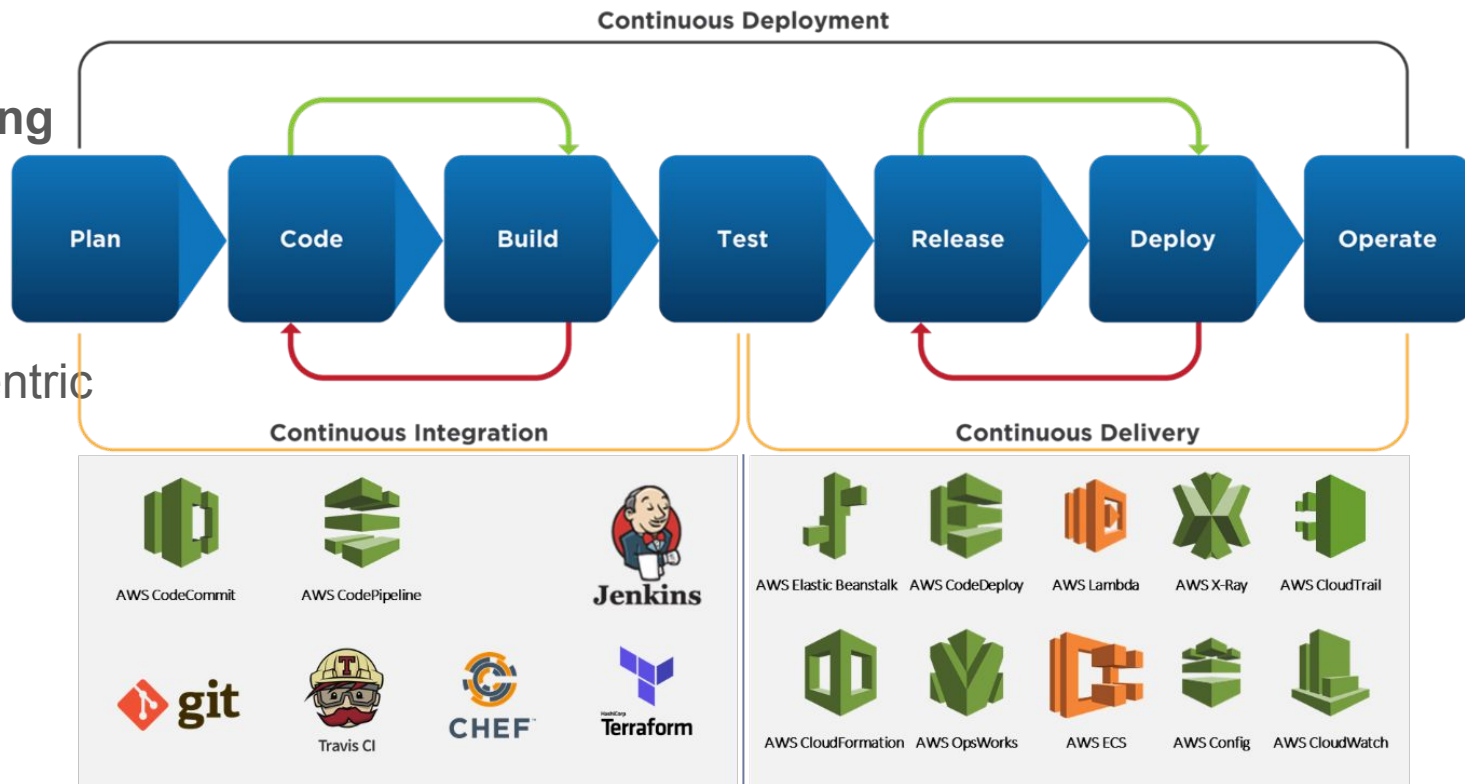 Continuous Deployment
ng
Plan
Code
Build
Test
Release
Deploy
Operate
ntric
Continuous Integration
Continuous Delivery
AWS CodeCommit
AWS CodePipeline
Jenkins
AWS Elastic Beanstalk
AWS CodeDeploy
AWS Lambda
AWS X-Ray
AWS CloudTrail
git
T
Travis CI
CHEF
HashiCorp
Terraform
AWS CloudFormation
AWS OpsWorks
AWS ECS
AWS Config
AWS CloudWatch